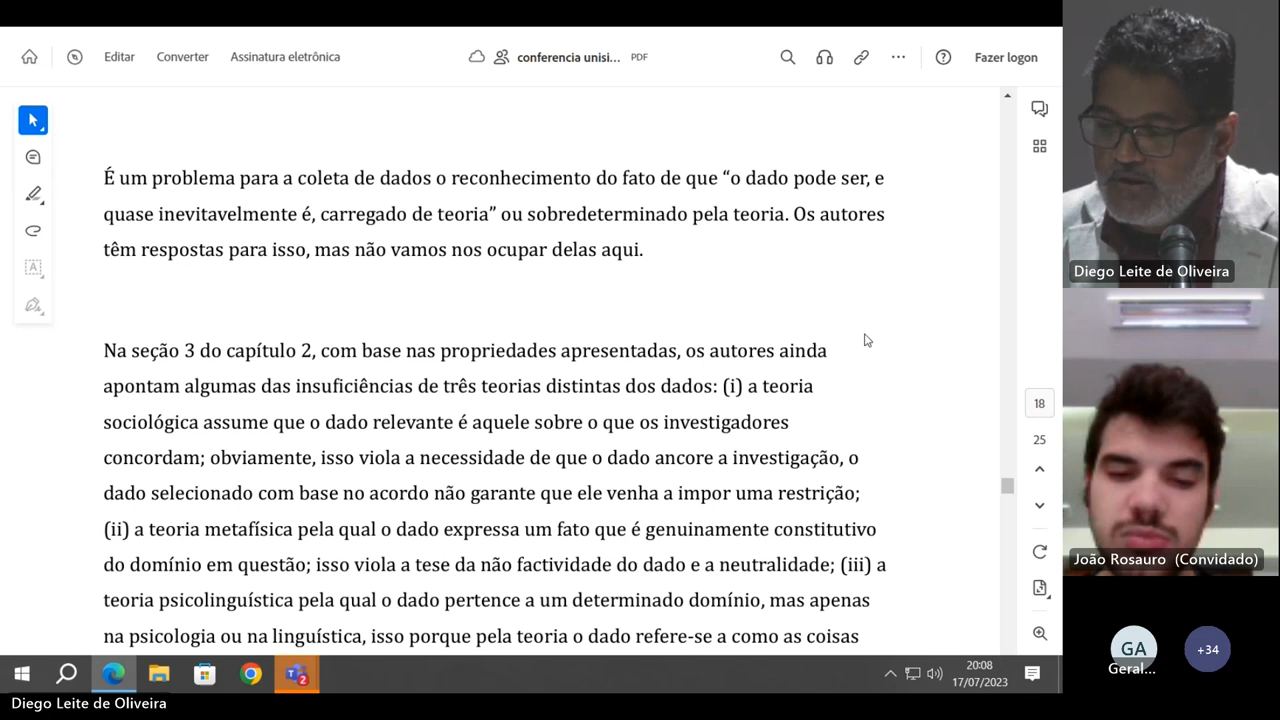 Editar Converter Assinatura eletrônica conferencia unisi... PDF Fazer logon
É um problema para a coleta de dados o reconhecimento do fato de que “o dado pode ser, e
quase inevitavelmente é, carregado de teoria” ou sobredeterminado pela teoria. Os autores
têm respostas para isso, mas não vamos nos ocupar delas aqui.
Na seção 3 do capítulo 2, com base nas propriedades apresentadas, os autores ainda
apontam algumas das insuficiências de três teorias distintas dos dados: (i) a teoria
sociológica assume que o dado relevante é aquele sobre o que os investigadores
concordam; obviamente, isso viola a necessidade de que o dado ancore a investigação, o
dado selecionado com base no acordo não garante que ele venha a impor uma restrição;
(ii) a teoria metafísica pela qual o dado expressa um fato que é genuinamente constitutivo
do domínio em questão; isso viola a tese da não factividade do dado e a neutralidade; (iii) a
teoria psicolinguística pela qual o dado pertence a um determinado domínio, mas apenas
na psicologia ou na linguística, isso porque pela teoria o dado refere-se a como as coisas
18
25
Diego Leite de Oliveira
João Rosauro (Convidado)
GA
Geral...
+34
2
20:08
17/07/2023
Diego Leite de Oliveira